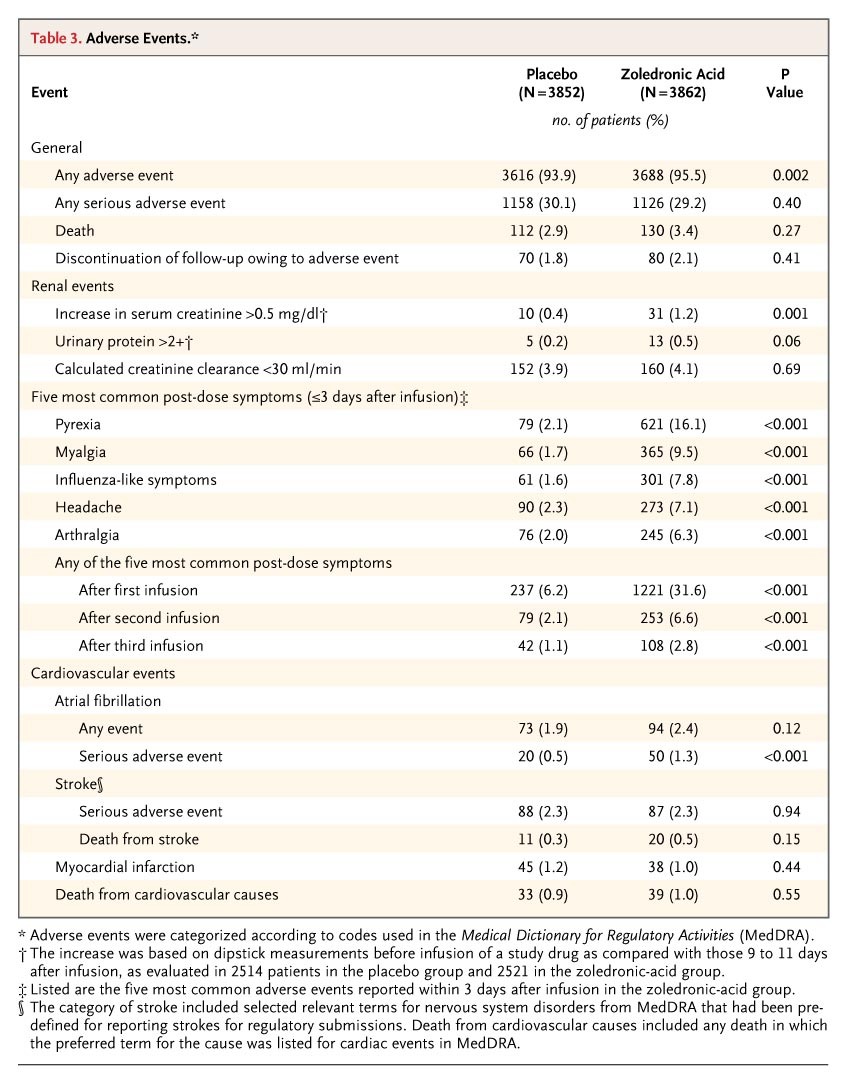 Table 3. Adverse Events.*
Event Placebo (N=3852) Zoledronic Acid (N=3862) P Value
no. of patients (%)
General
Any adverse event 3616 (93.9) 3688 (95.5) 0.002
Any serious adverse event 1158 (30.1) 1126 (29.2) 0.40
Death 112 (2.9) 130 (3.4) 0.27
Discontinuation of follow-up owing to adverse event 70 (1.8) 80 (2.1) 0.41
Renal events
Increase in serum creatinine >0.5 mg/dl† 10 (0.4) 31 (1.2) 0.001
Urinary protein >2+† 5 (0.2) 13 (0.5) 0.06
Calculated creatinine clearance <30 ml/min 152 (3.9) 160 (4.1) 0.69
Five most common post-dose symptoms (≤3 days after infusion)‡
Pyrexia 79 (2.1) 621 (16.1) <0.001
Myalgia 66 (1.7) 365 (9.5) <0.001
Influenza-like symptoms 61 (1.6) 301 (7.8) <0.001
Headache 90 (2.3) 273 (7.1) <0.001
Arthralgia 76 (2.0) 245 (6.3) <0.001
Any of the five most common post-dose symptoms
After first infusion 237 (6.2) 1221 (31.6) <0.001
After second infusion 79 (2.1) 253 (6.6) <0.001
After third infusion 42 (1.1) 108 (2.8) <0.001
Cardiovascular events
Atrial fibrillation
Any event 73 (1.9) 94 (2.4) 0.12
Serious adverse event 20 (0.5) 50 (1.3) <0.001
Stroke§
Serious adverse event 88 (2.3) 87 (2.3) 0.94
Death from stroke 11 (0.3) 20 (0.5) 0.15
Myocardial infarction 45 (1.2) 38 (1.0) 0.44
Death from cardiovascular causes 33 (0.9) 39 (1.0) 0.55
* Adverse events were categorized according to codes used in the Medical Dictionary for Regulatory Activities (MedDRA).
† The increase was based on dipstick measurements before infusion of a study drug as compared with those 9 to 11 days
after infusion, as evaluated in 2514 patients in the placebo group and 2521 in the zoledronic-acid group.
‡ Listed are the five most common adverse events reported within 3 days after infusion in the zoledronic-acid group.
§ The category of stroke included selected relevant terms for nervous system disorders from MedDRA that had been pre-
defined for reporting strokes for regulatory submissions. Death from cardiovascular causes included any death in which
the preferred term for the cause was listed for cardiac events in MedDRA.